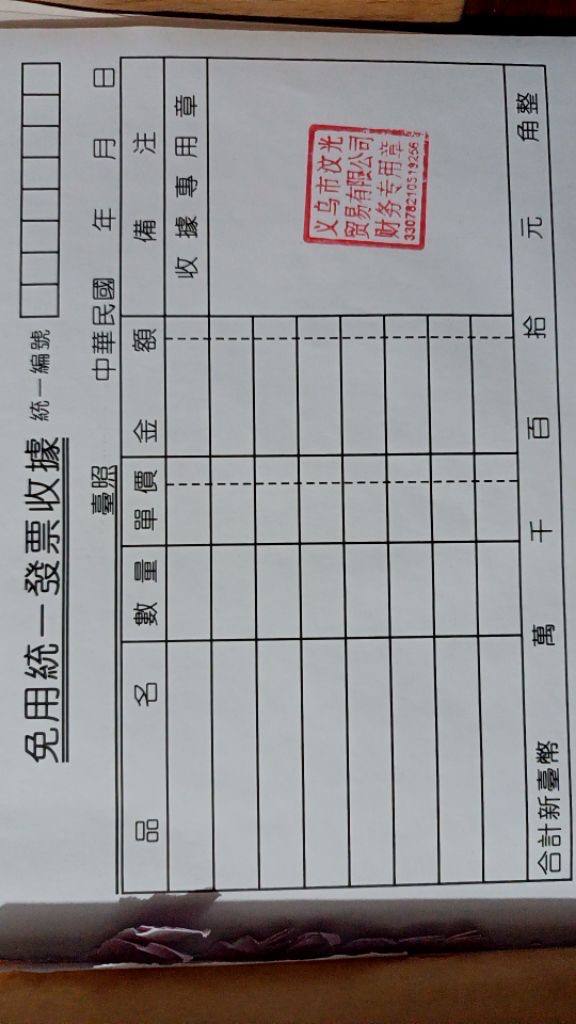 免用統一發票收據 統一編號
臺照 中華民國 年 月 日
品名 數量 單價 金額 備注
收據專用章
义乌市汶光
贸易有限公司
财务专用章
合計新臺幣 萬 千 百 拾 元 角整